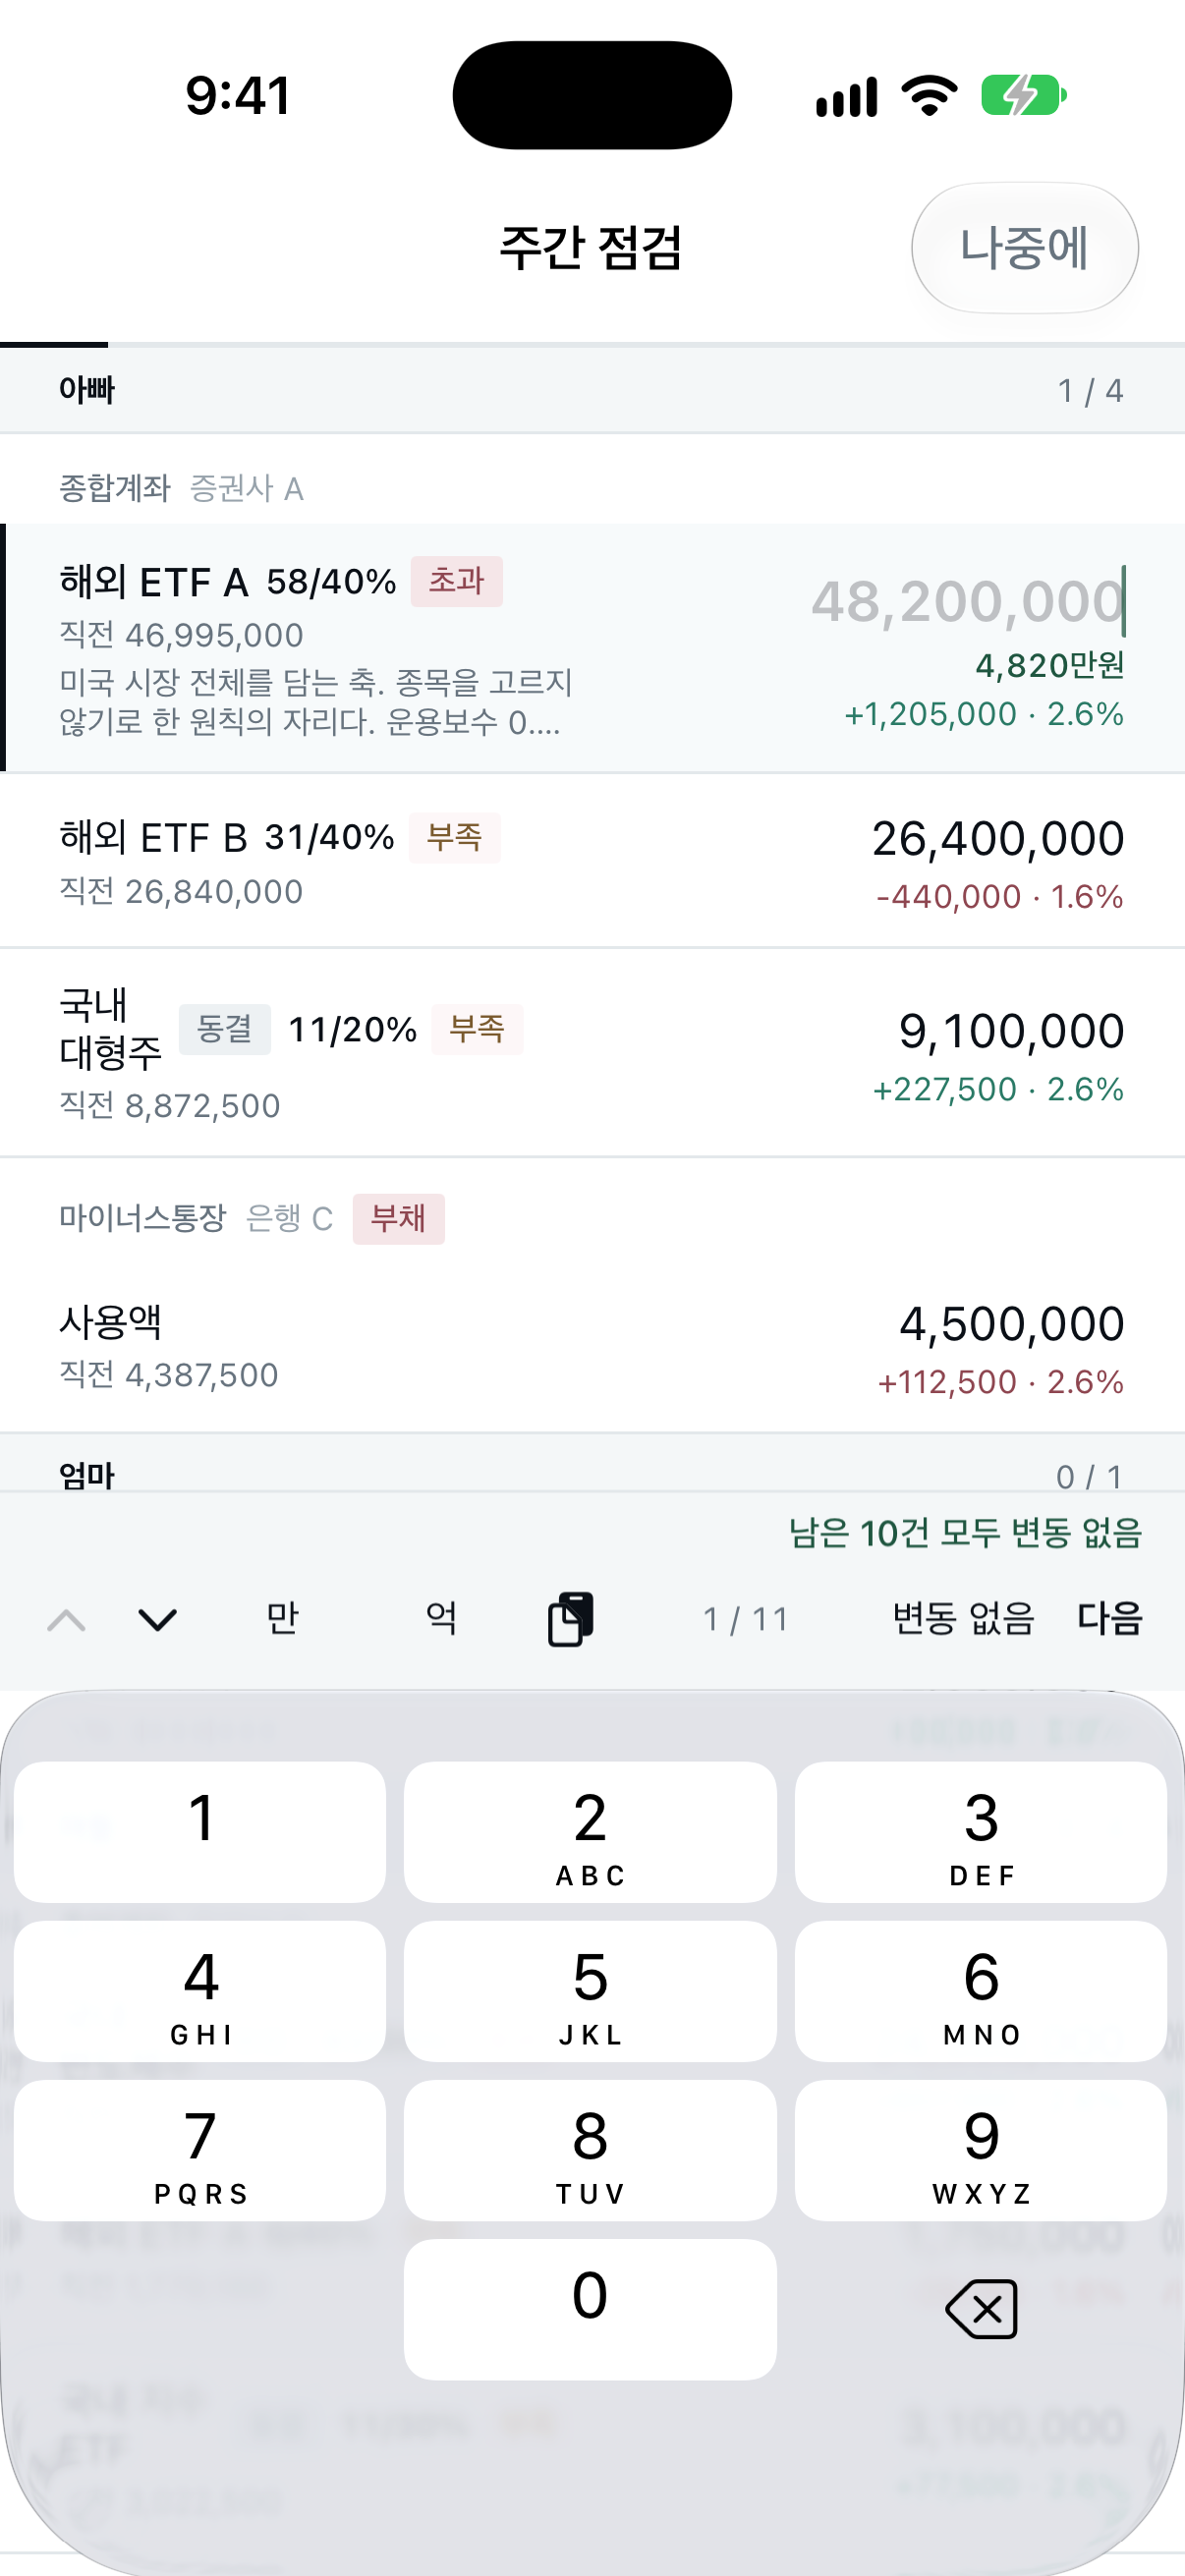 9:41
주간 점검
나중에
아빠
1 / 4
종합계좌 증권사 A
해외 ETF A 58/40% 초과
48,200,000
직전 46,995,000
4,820만원
미국 시장 전체를 담는 축. 종목을 고르지
않기로 한 원칙의 자리다. 운용보수 0....
+1,205,000 · 2.6%
해외 ETF B 31/40% 부족
26,400,000
직전 26,840,000
-440,000 · 1.6%
국내
대형주
동결 11/20% 부족
9,100,000
직전 8,872,500
+227,500 · 2.6%
마이너스통장 은행 C 부채
사용액
4,500,000
직전 4,387,500
+112,500 · 2.6%
엄마
0 / 1
남은 10건 모두 변동 없음
만 억 1 / 11 변동 없음 다음
1
2
ABC
3
DEF
4
GHI
5
JKL
6
MNO
7
PQRS
8
TUV
9
WXYZ
0